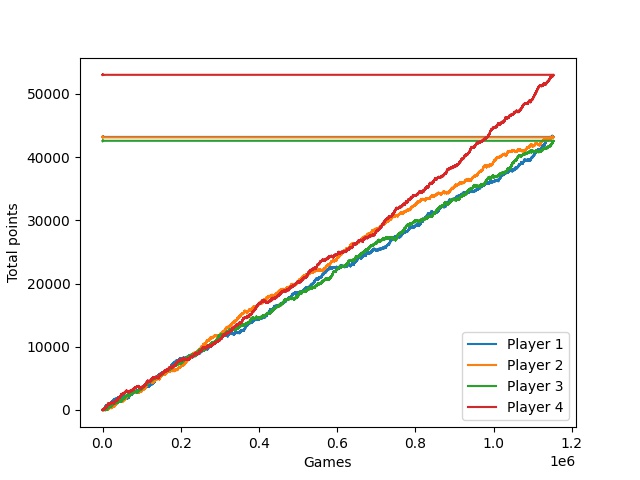 50000
40000
30000
20000
10000
0
Total points
0.0 0.2 0.4 0.6 0.8 1.0 1.2
1e6
Games
Player 1
Player 2
Player 3
Player 4